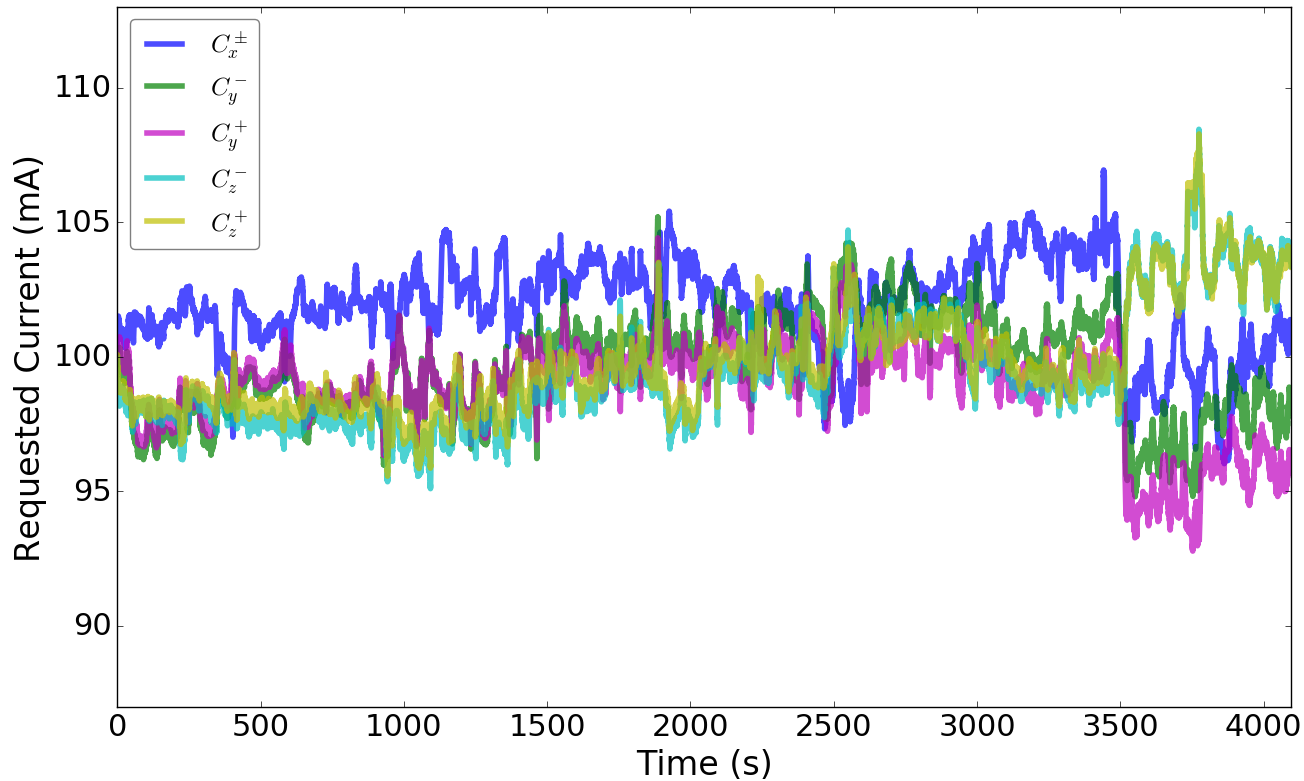 110
105
100
95
90
Requested Current (mA)
$C_x^{\pm}$
$C_y^{-}$
$C_y^{+}$
$C_z^{-}$
$C_z^{+}$
0 500 1000 1500 2000 2500 3000 3500 4000
Time (s)